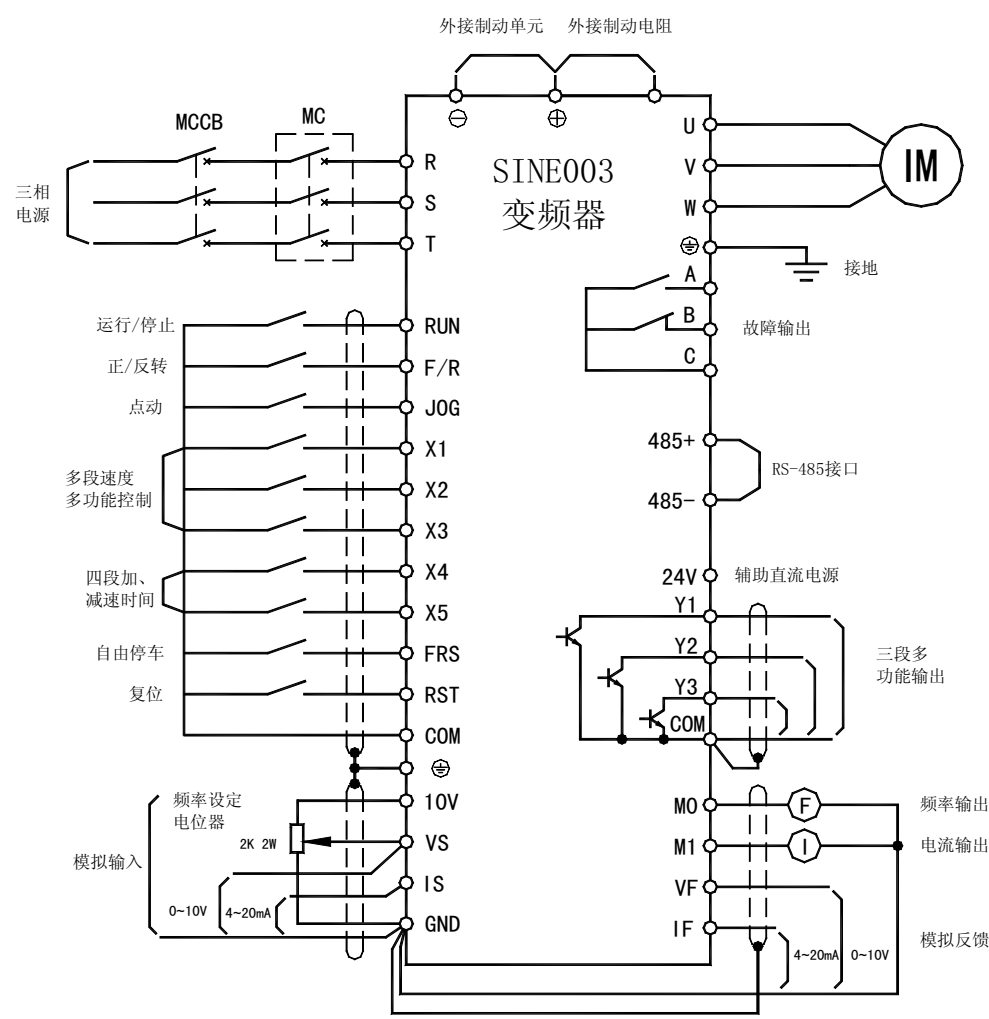 外接制动单元 外接制动电阻
⊖ ⊕
MCCB MC
三相
电源
R
S
T
SINE003
变频器
U
V
W
IM
接地
A
B
C
故障输出
运行/停止 RUN
正/反转 F/R
点动 JOG
X1
多段速度
多功能控制
X2
X3
四段加、
减速时间
X4
X5
自由停车 FRS
复位 RST
COM
485+
485-
RS-485接口
24V 辅助直流电源
Y1
Y2
Y3
COM
三段多
功能输出
频率设定
电位器
2K 2W
模拟输入
0~10V
4~20mA
10V
VS
IS
GND
M0 F 频率输出
M1 I 电流输出
VF
IF
4~20mA 0~10V
模拟反馈